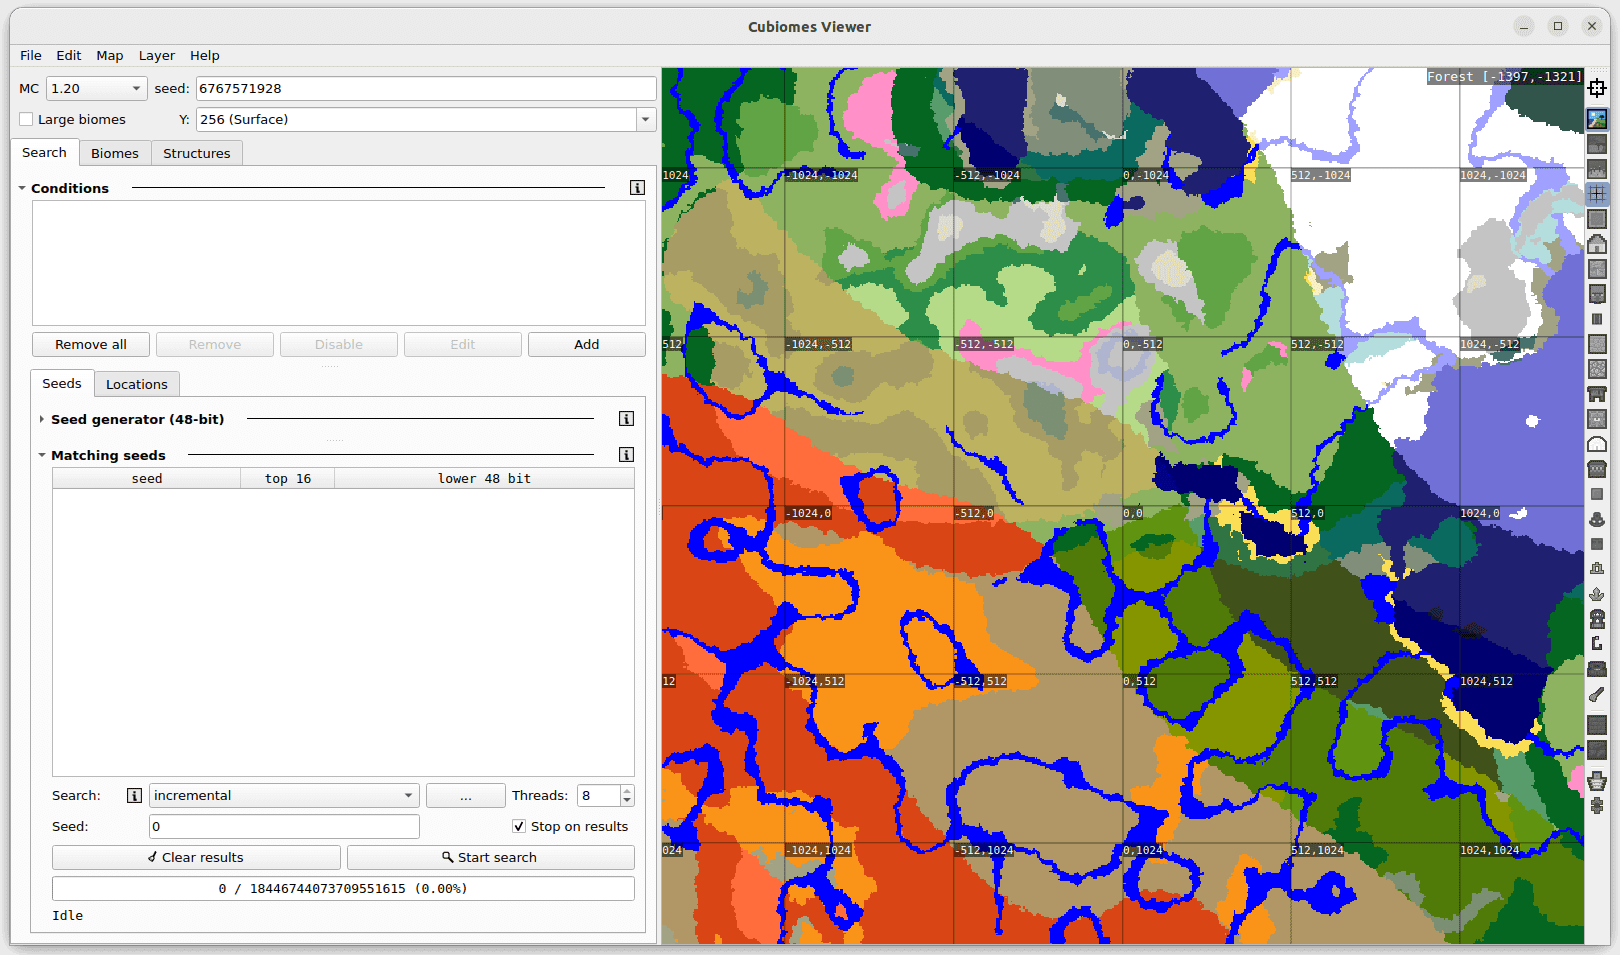 Cubiomes Viewer
File Edit Map Layer Help
MC 1.20 seed: 6767571928
Large biomes Y: 256 (Surface)
Search Biomes Structures
Conditions
Remove all Remove Disable Edit Add
Seeds Locations
Seed generator (48-bit)
Matching seeds
seed top 16 lower 48 bit
Search: incremental ... Threads: 8
Seed: 0 Stop on results
Clear results Start search
0 / 18446744073709551615 (0.00%)
Idle
Forest [-1397,-1321]
1024 -1024,-1024 -512,-1024 0,-1024 512,-1024 1024,-1024
512 -1024,-512 -512,-512 0,-512 512,-512 1024,-512
-1024,0 -512,0 0,0 512,0 1024,0
12 -1024,512 -512,512 0,512 512,512 1024,512
024 -1024,1024 -512,1024 0,1024 512,1024 1024,1024